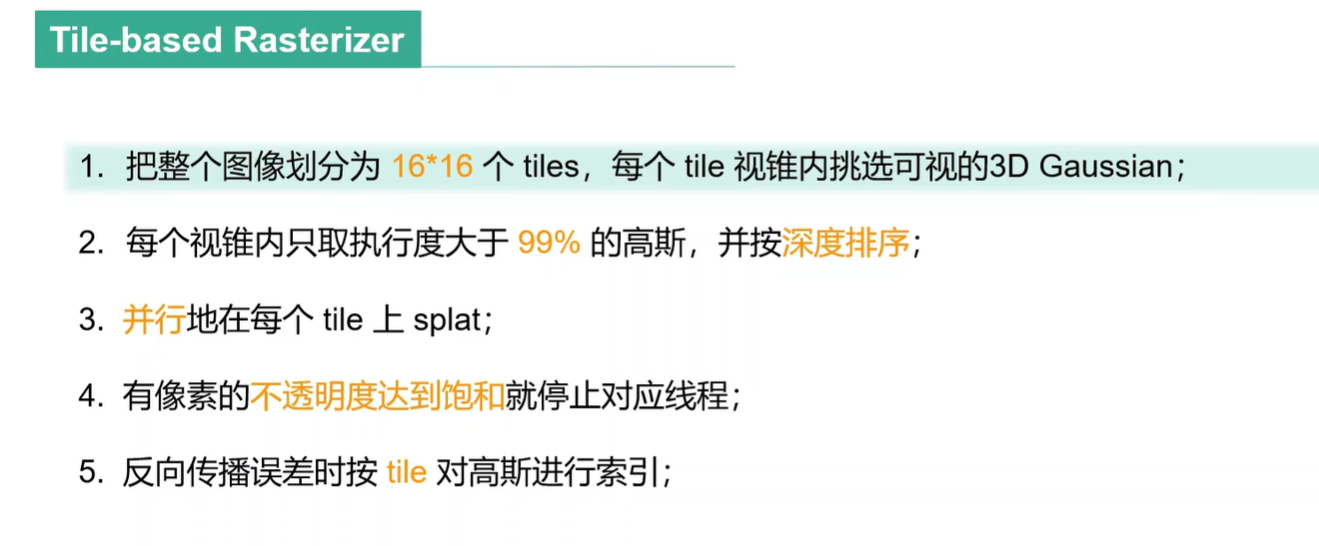 Tile-based Rasterizer
1. 把整个图像划分为 16*16 个 tiles，每个 tile 视锥内挑选可视的3D Gaussian；
2. 每个视锥内只取执行度大于 99% 的高斯，并按深度排序；
3. 并行地在每个 tile 上 splat；
4. 有像素的不透明度达到饱和就停止对应线程；
5. 反向传播误差时按 tile 对高斯进行索引；